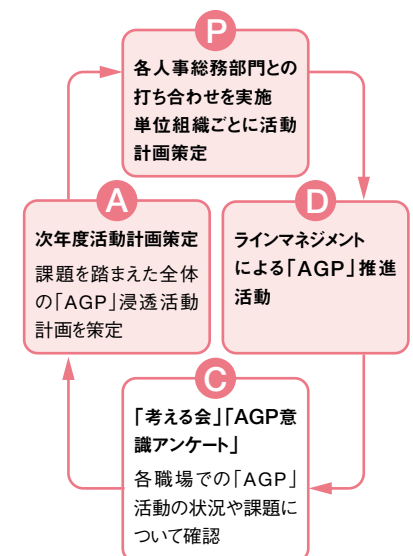 P
各人事総務部門との
打ち合わせを実施
単位組織ごとに活動
計画策定
D
ラインマネジメント
による「AGP」推進
活動
C
「考える会」「AGP意
識アンケート」
各職場での「AGP」
活動の状況や課題に
ついて確認
A
次年度活動計画策定
課題を踏まえた全体
の「AGP」浸透活動
計画を策定